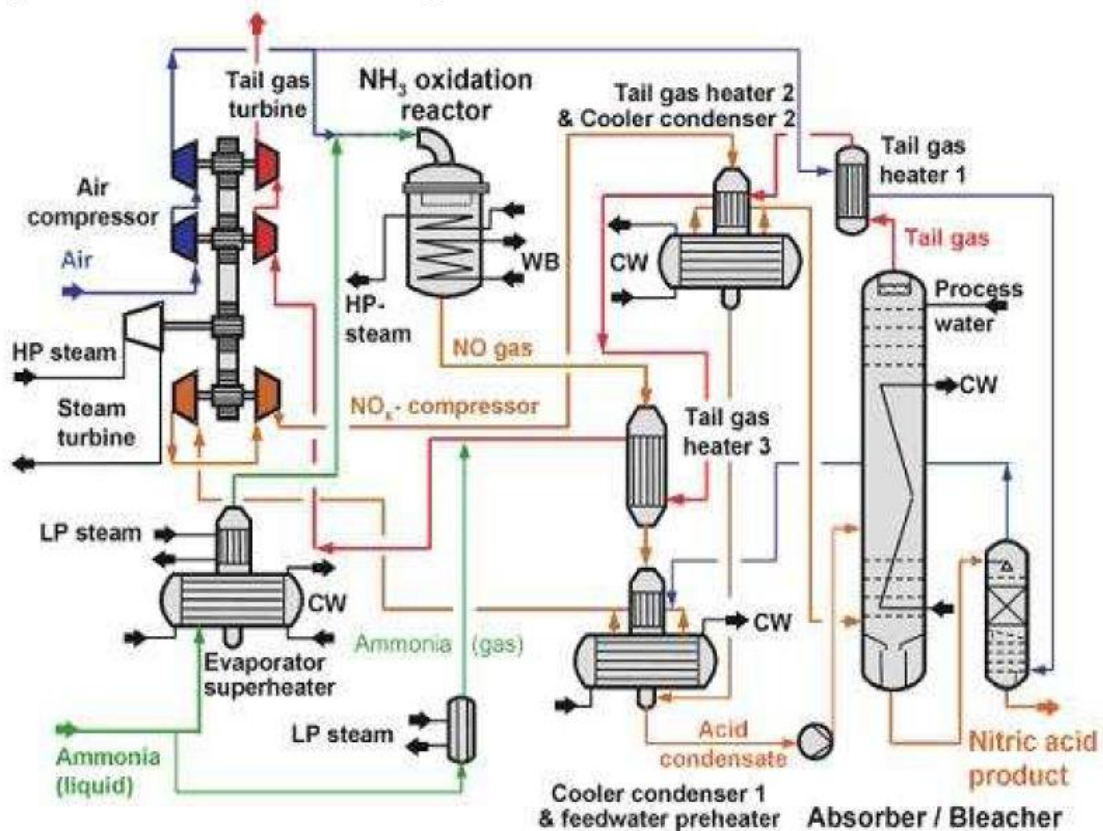 Tail gas
turbine
NH₃ oxidation
reactor
Tail gas heater 2
& Cooler condenser 2
Tail gas
heater 1
Air
compressor
Air
Tail gas
CW
WB
HP-
steam
Process
water
HP steam
NO gas
CW
Steam
turbine
NOₓ- compressor
Tail gas
heater 3
LP steam
CW
CW
Ammonia (gas)
Evaporator
superheater
LP steam
Ammonia
(liquid)
Acid
condensate
Nitric acid
product
Cooler condenser 1
& feedwater preheater
Absorber / Bleacher